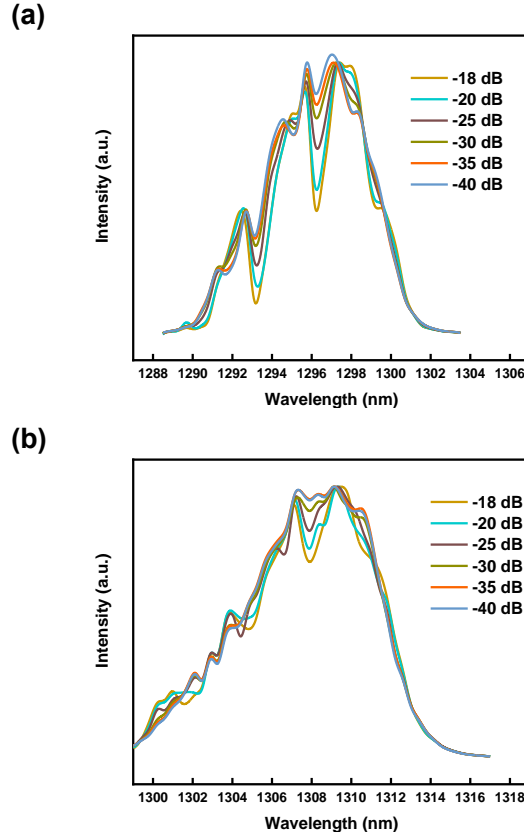 (a)
Intensity (a.u.)
-18 dB
-20 dB
-25 dB
-30 dB
-35 dB
-40 dB
1288 1290 1292 1294 1296 1298 1300 1302 1304 1306
Wavelength (nm)
(b)
Intensity (a.u.)
-18 dB
-20 dB
-25 dB
-30 dB
-35 dB
-40 dB
1300 1302 1304 1306 1308 1310 1312 1314 1316 1318
Wavelength (nm)